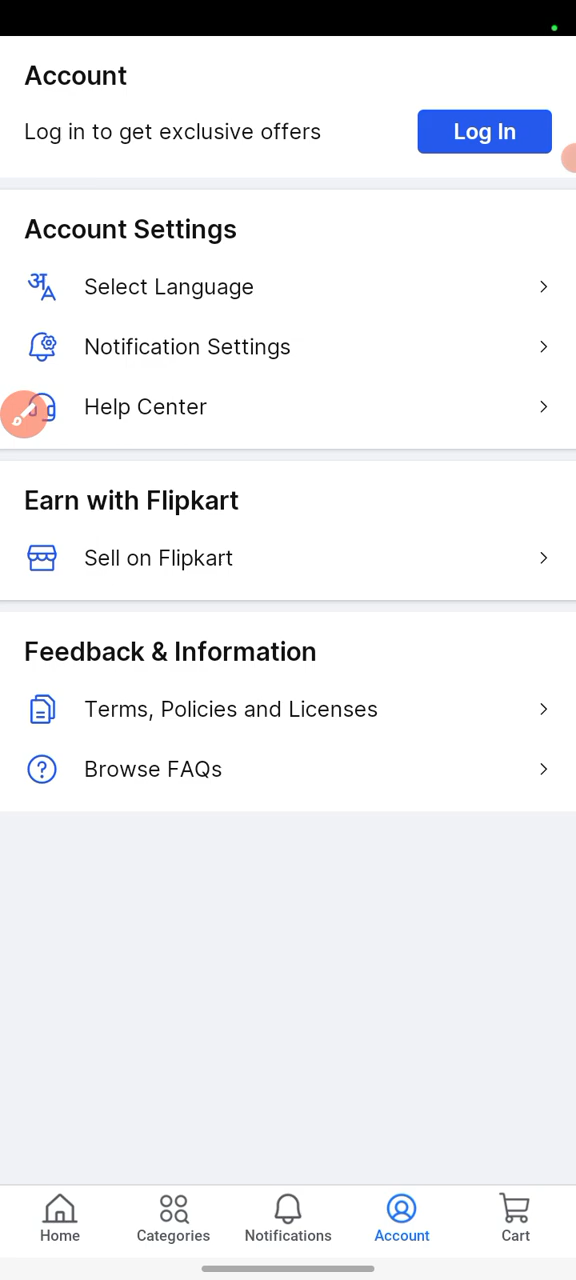 Account
Log in to get exclusive offers
Log In
Account Settings
अA
Select Language
Notification Settings
Help Center
Earn with Flipkart
Sell on Flipkart
Feedback & Information
Terms, Policies and Licenses
?
Browse FAQs
Home
Categories
Notifications
Account
Cart